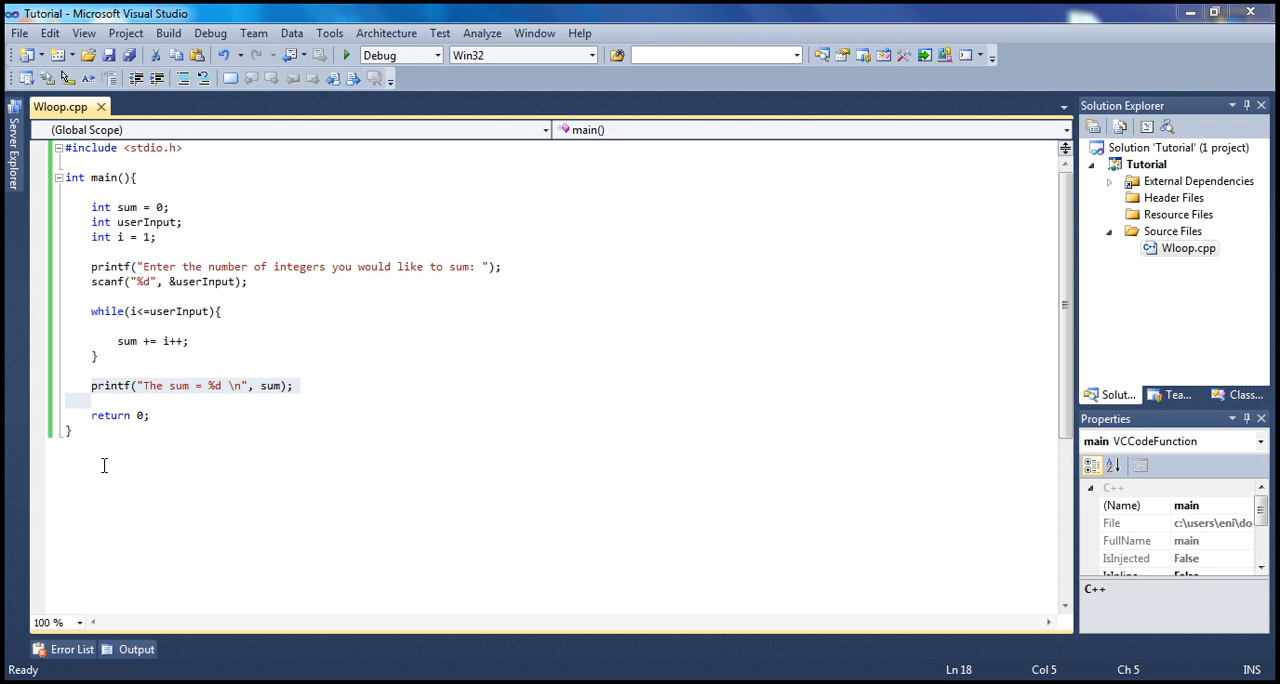 Tutorial - Microsoft Visual Studio
File Edit View Project Build Debug Team Data Tools Architecture Test Analyze Window Help
Debug Win32
Server Explorer
Wloop.cpp
(Global Scope) main()
#include <stdio.h>
int main(){
int sum = 0;
int userInput;
int i = 1;
printf("Enter the number of integers you would like to sum: ");
scanf("%d", &userInput);
while(i<=userInput){
sum += i++;
}
printf("The sum = %d \n", sum);
return 0;
}
100 %
Solution Explorer
Solution 'Tutorial' (1 project)
Tutorial
External Dependencies
Header Files
Resource Files
Source Files
Wloop.cpp
Solut... Tea... Class...
Properties
main VCCodeFunction
C++
(Name) main
File c:\users\eni\do
FullName main
IsInjected False
IsInline False
C++
Error List Output
Ready Ln 18 Col 5 Ch 5 INS